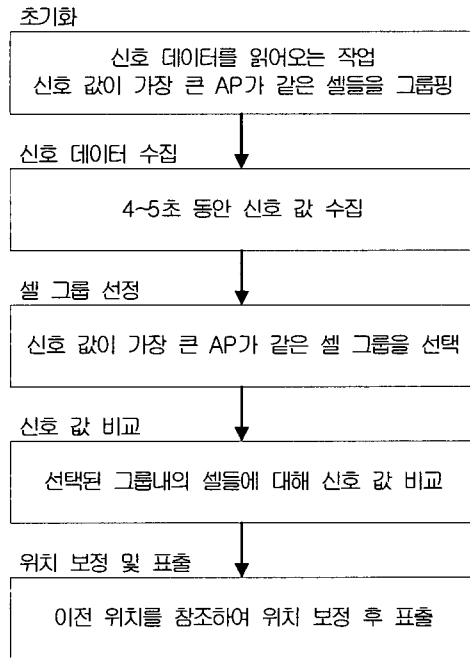 초기화
신호 데이터를 읽어오는 작업
신호 값이 가장 큰 AP가 같은 셀들을 그룹핑
신호 데이터 수집
4~5초 동안 신호 값 수집
셀 그룹 선정
신호 값이 가장 큰 AP가 같은 셀 그룹을 선택
신호 값 비교
선택된 그룹내의 셀들에 대해 신호 값 비교
위치 보정 및 표출
이전 위치를 참조하여 위치 보정 후 표출